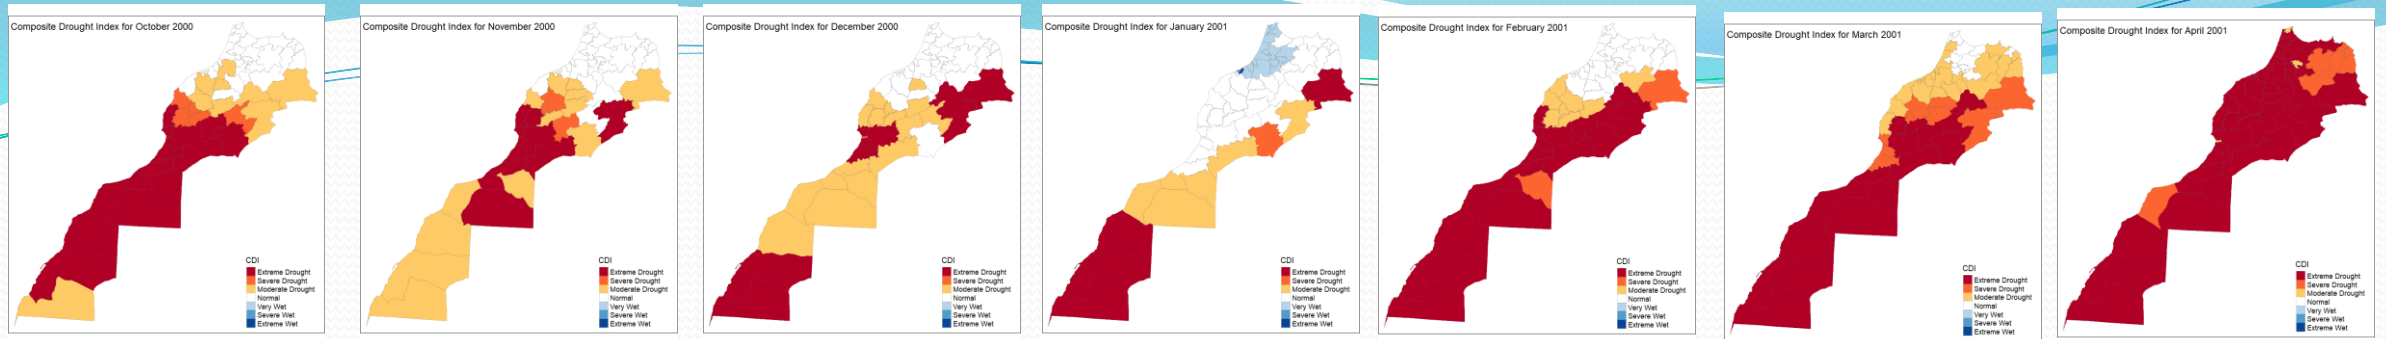 Composite Drought Index for October 2000
CDI
Extreme Drought
Severe Drought
Moderate Drought
Normal
Very Wet
Severe Wet
Extreme Wet
Composite Drought Index for November 2000
CDI
Extreme Drought
Severe Drought
Moderate Drought
Normal
Very Wet
Severe Wet
Extreme Wet
Composite Drought Index for December 2000
CDI
Extreme Drought
Severe Drought
Moderate Drought
Normal
Very Wet
Severe Wet
Extreme Wet
Composite Drought Index for January 2001
CDI
Extreme Drought
Severe Drought
Moderate Drought
Normal
Very Wet
Severe Wet
Extreme Wet
Composite Drought Index for February 2001
CDI
Extreme Drought
Severe Drought
Moderate Drought
Normal
Very Wet
Severe Wet
Extreme Wet
Composite Drought Index for March 2001
CDI
Extreme Drought
Severe Drought
Moderate Drought
Normal
Very Wet
Severe Wet
Extreme Wet
Composite Drought Index for April 2001
CDI
Extreme Drought
Severe Drought
Moderate Drought
Normal
Very Wet
Severe Wet
Extreme Wet